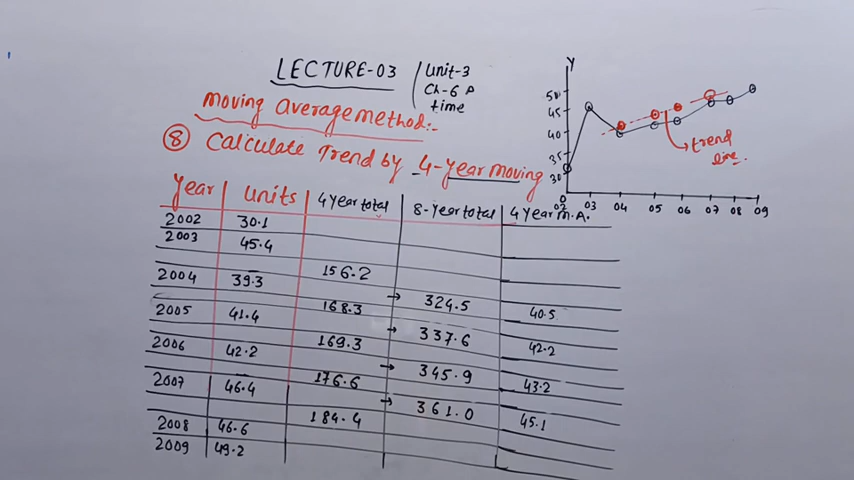 LECTURE-03
Unit-3
Ch-6
time
moving average method:-
8 Calculate Trend by 4-year moving
Year units 4 year total 8-year total 4 year m.A.
2002 30.1
2003 45.4
156.2
2004 39.3 324.5 40.5
168.3
2005 41.4 337.6 42.2
169.3
2006 42.2 345.9 43.2
176.6
2007 46.4 361.0 45.1
184.4
2008 46.6
2009 49.2
Y
50
45
40
35
30
0
02 03 04 05 06 07 08 09
trend
line.